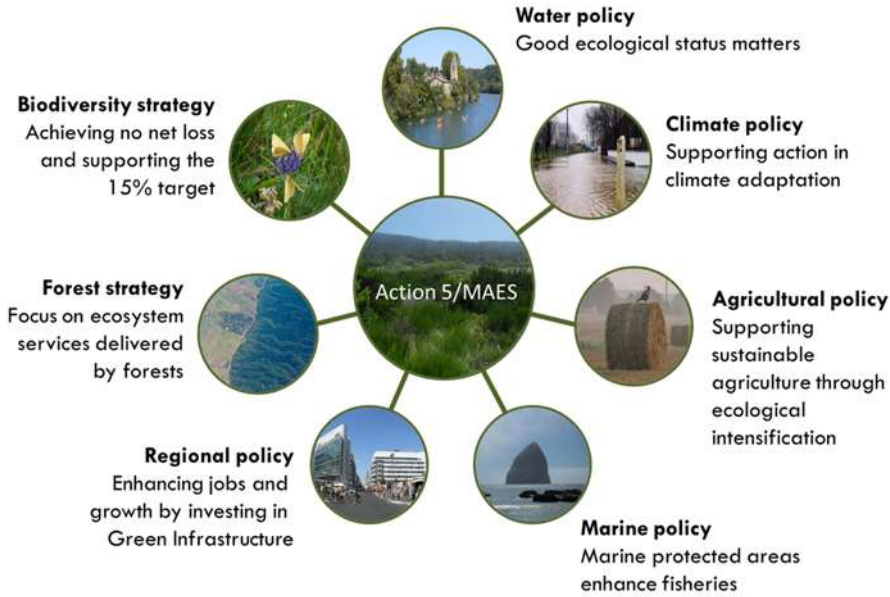 Water policy
Good ecological status matters
Climate policy
Supporting action in
climate adaptation
Agricultural policy
Supporting
sustainable
agriculture through
ecological
intensification
Marine policy
Marine protected areas
enhance fisheries
Regional policy
Enhancing jobs and
growth by investing in
Green Infrastructure
Forest strategy
Focus on ecosystem
services delivered
by forests
Biodiversity strategy
Achieving no net loss
and supporting the
15% target
Action 5/MAES